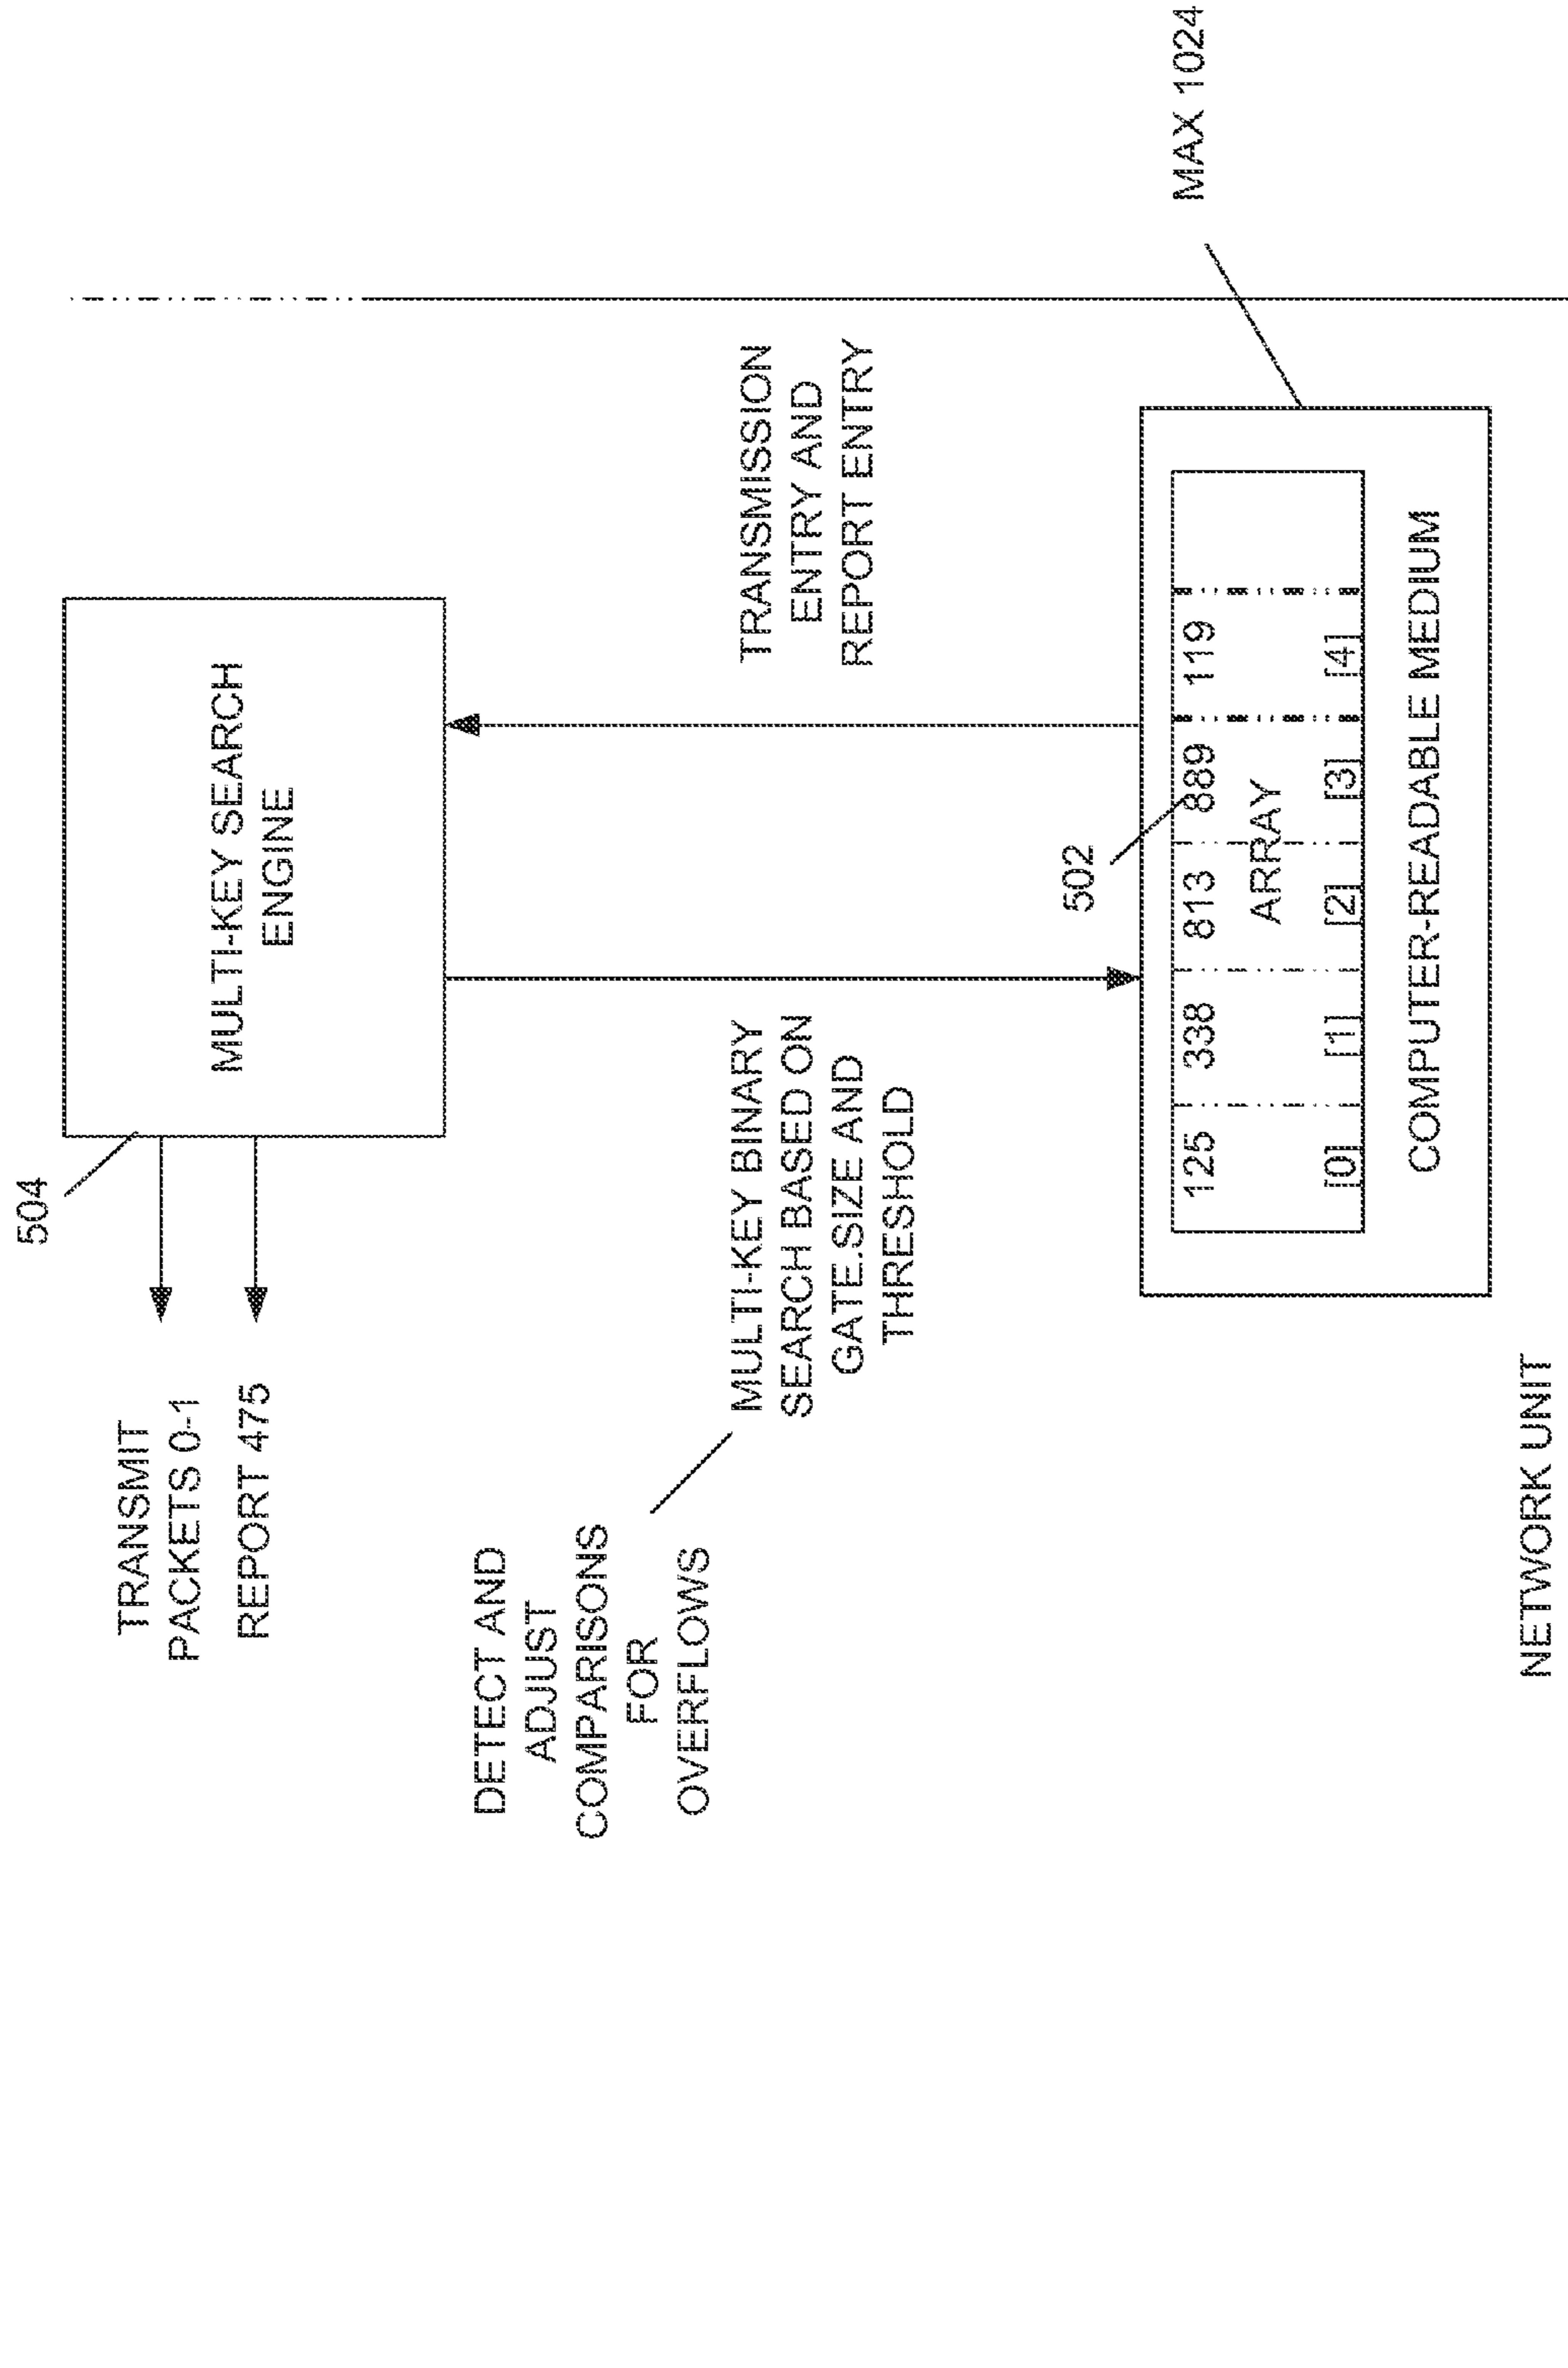 504
TRANSMIT
PACKETS 0-1
REPORT 475
MULTI-KEY SEARCH
ENGINE
DETECT AND
ADJUST
COMPARISONS
FOR
OVERFLOWS
MULTI-KEY BINARY
SEARCH BASED ON
GATE.SIZE AND
THRESHOLD
TRANSMISSION
ENTRY AND
REPORT ENTRY
502
MAX 1024
125 338 813 889 119
ARRAY
[0] [1] [2] [3] [4]
COMPUTER-READABLE MEDIUM
NETWORK UNIT